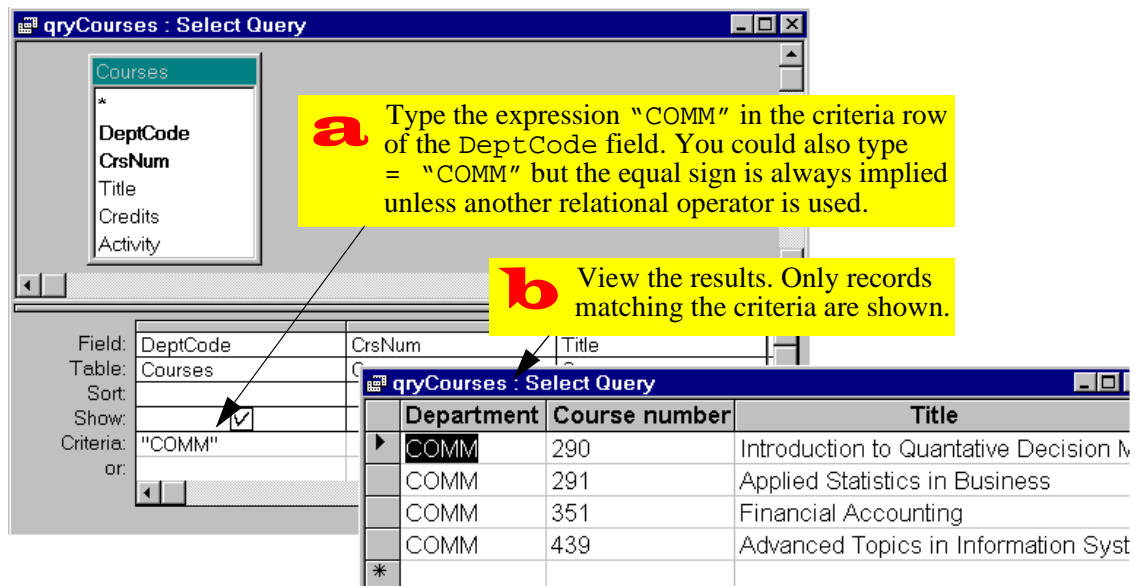 qryCourses : Select Query
Courses
*
DeptCode
CrsNum
Title
Credits
Activity
a
Type the expression “COMM” in the criteria row
of the DeptCode field. You could also type
= “COMM” but the equal sign is always implied
unless another relational operator is used.
b
View the results. Only records
matching the criteria are shown.
Field: DeptCode CrsNum Title
Table: Courses
Sort:
Show:
Criteria: "COMM"
or:
qryCourses : Select Query
Department Course number Title
COMM 290 Introduction to Quantative Decision
COMM 291 Applied Statistics in Business
COMM 351 Financial Accounting
COMM 439 Advanced Topics in Information Syst
*